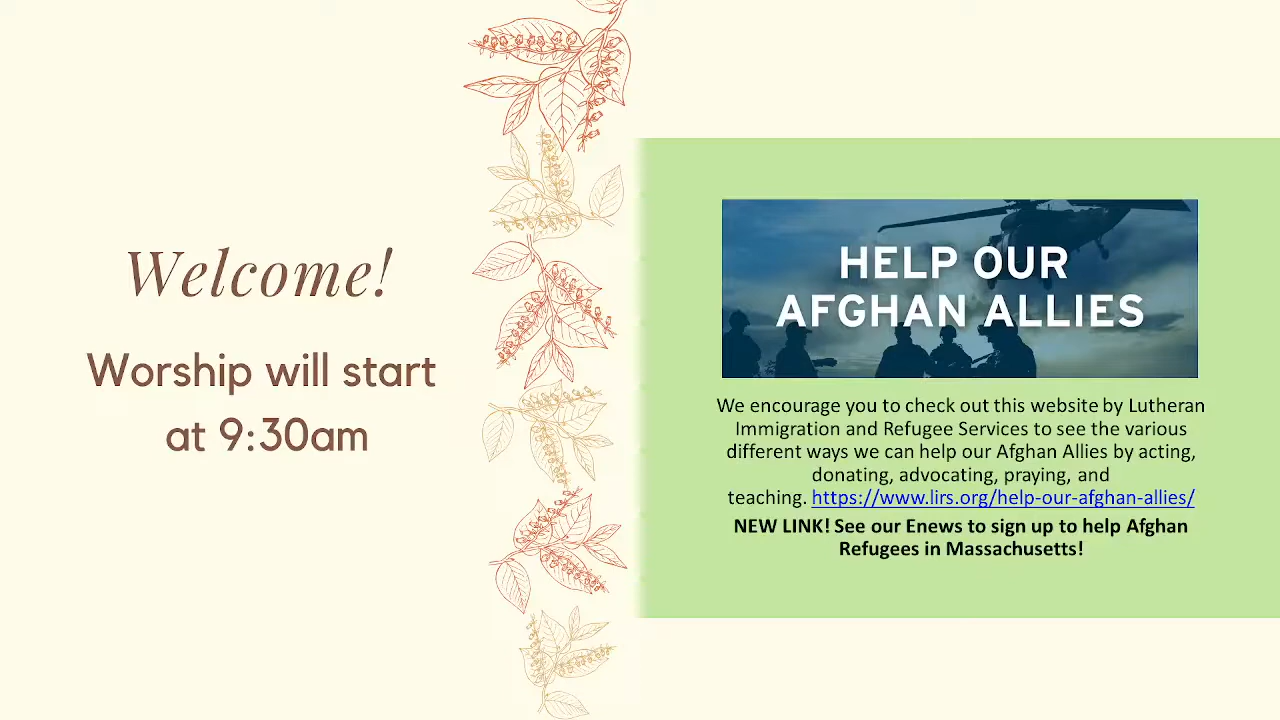 Welcome!
Worship will start
at 9:30am
HELP OUR
AFGHAN ALLIES
We encourage you to check out this website by Lutheran
Immigration and Refugee Services to see the various
different ways we can help our Afghan Allies by acting,
donating, advocating, praying, and
teaching. https://www.lirs.org/help-our-afghan-allies/
NEW LINK! See our Enews to sign up to help Afghan
Refugees in Massachusetts!